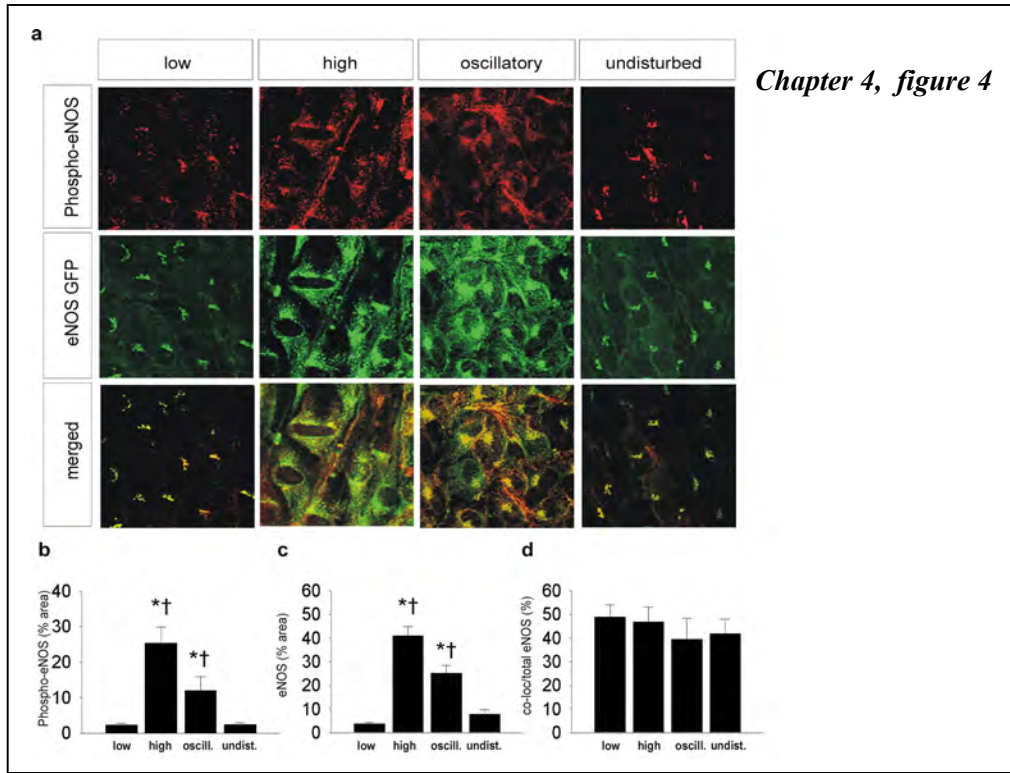 a
low high oscillatory undisturbed
Chapter 4, figure 4
Phospho-eNOS
eNOS GFP
merged
b
Phospho-eNOS (% area)
40
30
20
10
0
*†
*†
low high oscill. undist.
c
eNOS (% area)
60
50
40
30
20
10
0
*†
*†
low high oscill. undist.
d
co-loc/total eNOS (%)
60
50
40
30
20
10
0
low high oscill. undist.